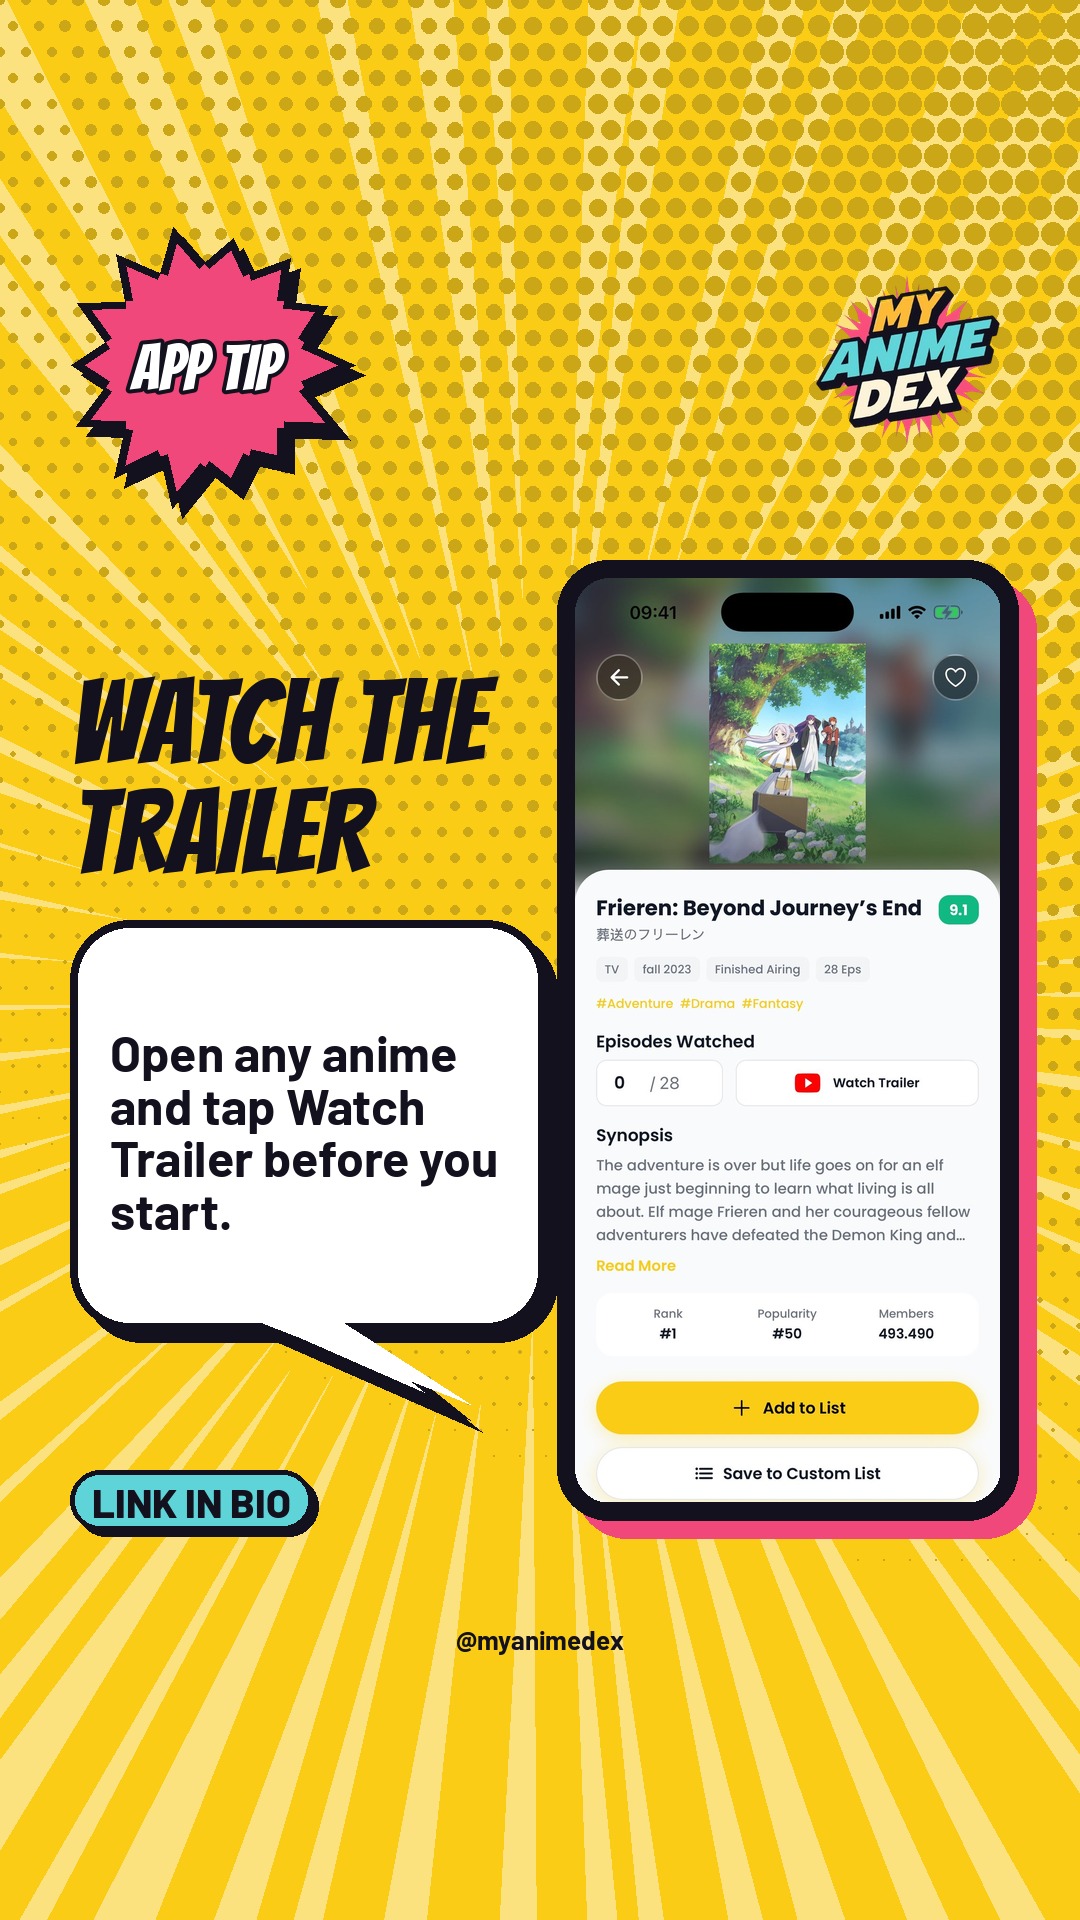 APP TIP
MY
ANIME
DEX
WATCH THE
TRAILER
Open any anime
and tap Watch
Trailer before you
start.
LINK IN BIO
09:41
Frieren: Beyond Journey’s End
9.1
葬送のフリーレン
TV
fall 2023
Finished Airing
28 Eps
#Adventure #Drama #Fantasy
Episodes Watched
0 / 28
Watch Trailer
Synopsis
The adventure is over but life goes on for an elf
mage just beginning to learn what living is all
about. Elf mage Frieren and her courageous fellow
adventurers have defeated the Demon King and...
Read More
Rank
#1
Popularity
#50
Members
493.490
Add to List
Save to Custom List
@myanimedex